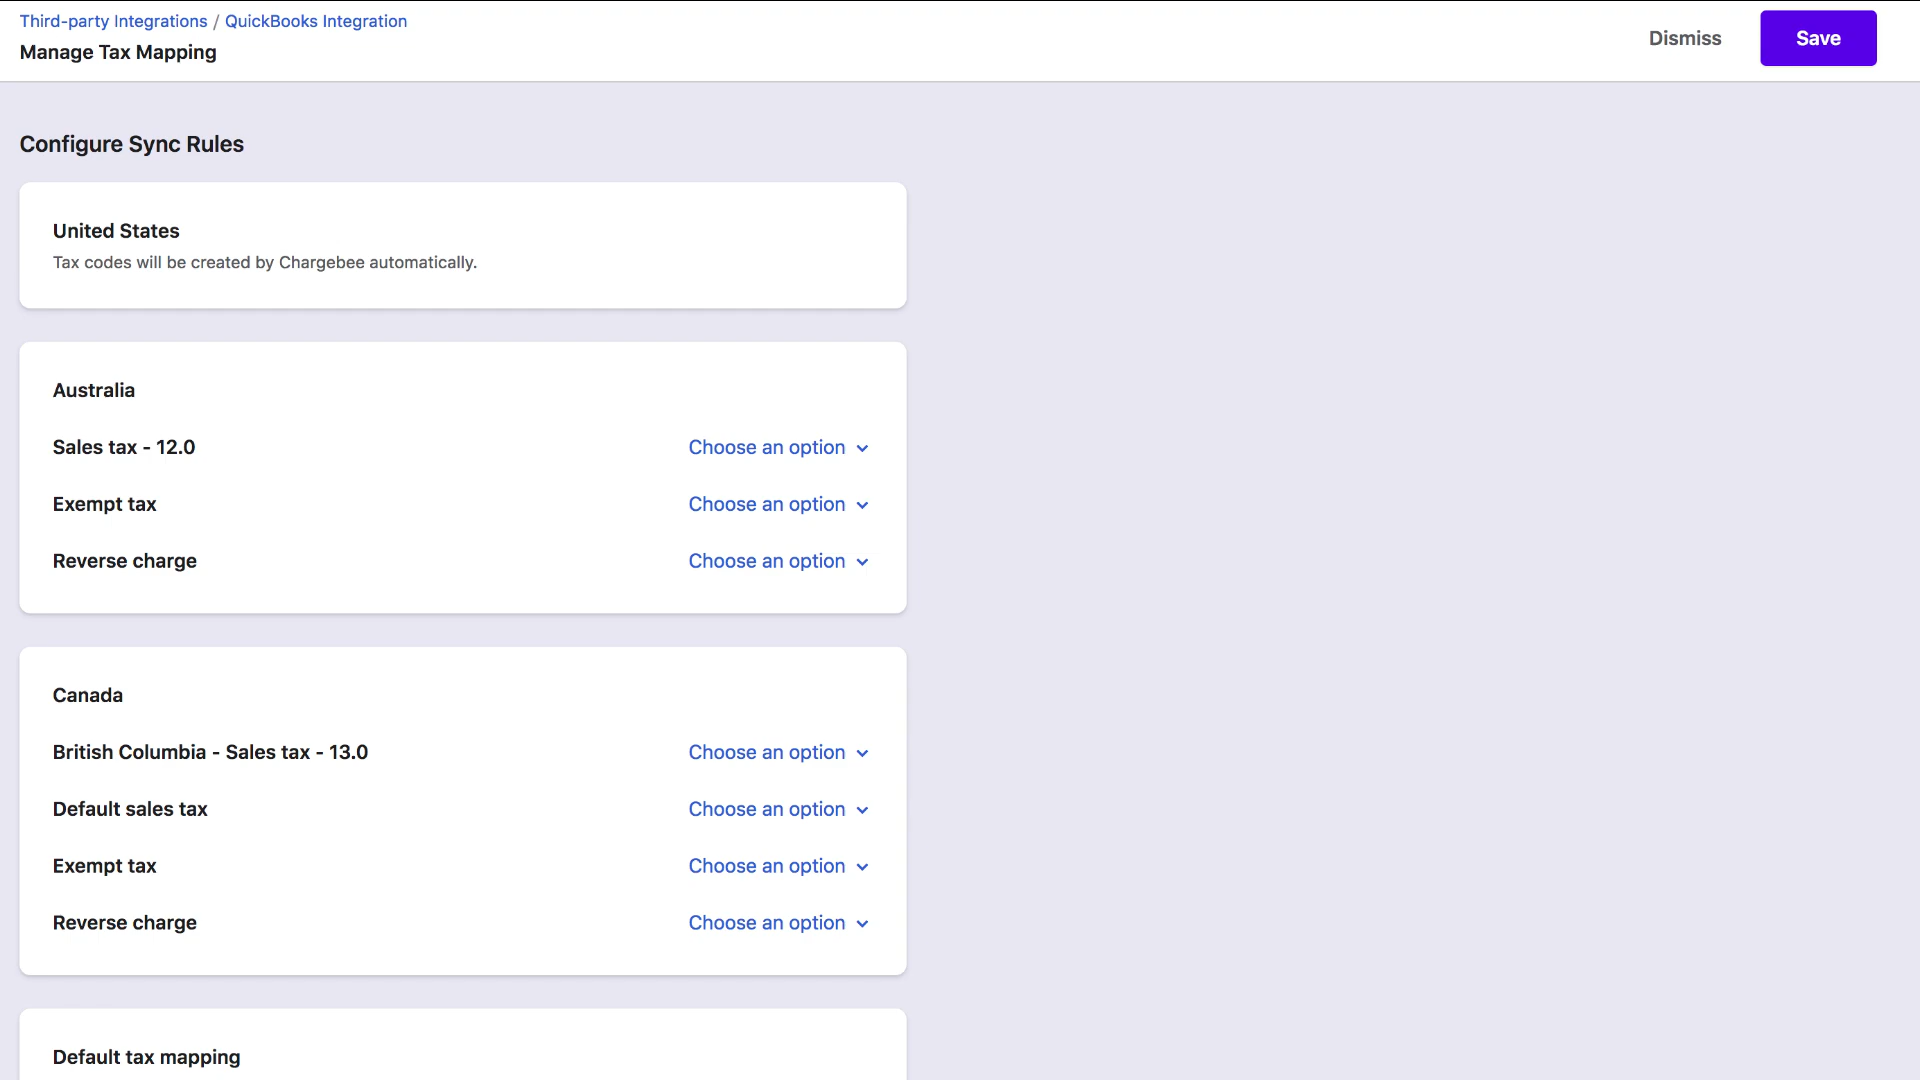 Third-party Integrations / QuickBooks Integration
Manage Tax Mapping
Dismiss
Save
Configure Sync Rules
United States
Tax codes will be created by Chargebee automatically.
Australia
Sales tax - 12.0 Choose an option
Exempt tax Choose an option
Reverse charge Choose an option
Canada
British Columbia - Sales tax - 13.0 Choose an option
Default sales tax Choose an option
Exempt tax Choose an option
Reverse charge Choose an option
Default tax mapping